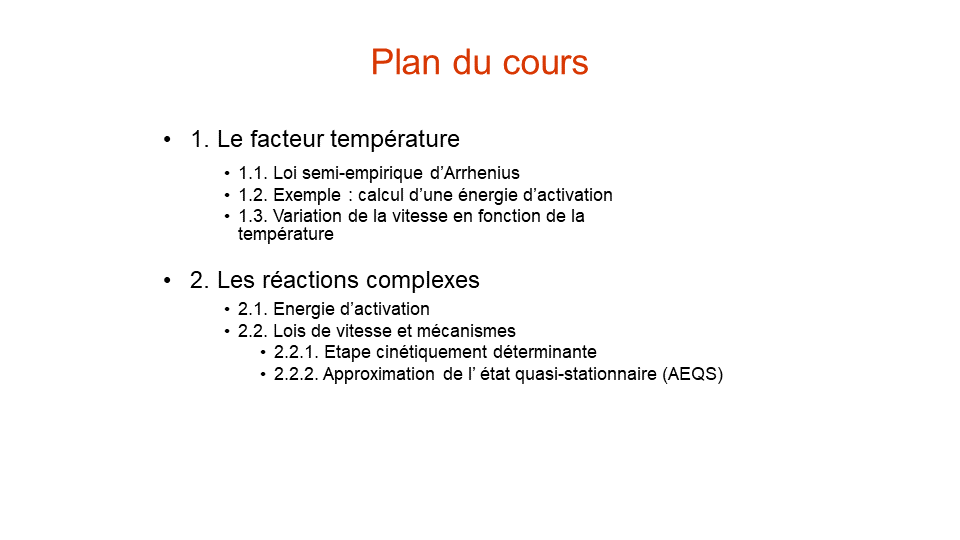 Plan du cours
• 1. Le facteur température
• 1.1. Loi semi-empirique d’Arrhenius
• 1.2. Exemple : calcul d’une énergie d’activation
• 1.3. Variation de la vitesse en fonction de la
température
• 2. Les réactions complexes
• 2.1. Energie d’activation
• 2.2. Lois de vitesse et mécanismes
• 2.2.1. Etape cinétiquement déterminante
• 2.2.2. Approximation de l’ état quasi-stationnaire (AEQS)